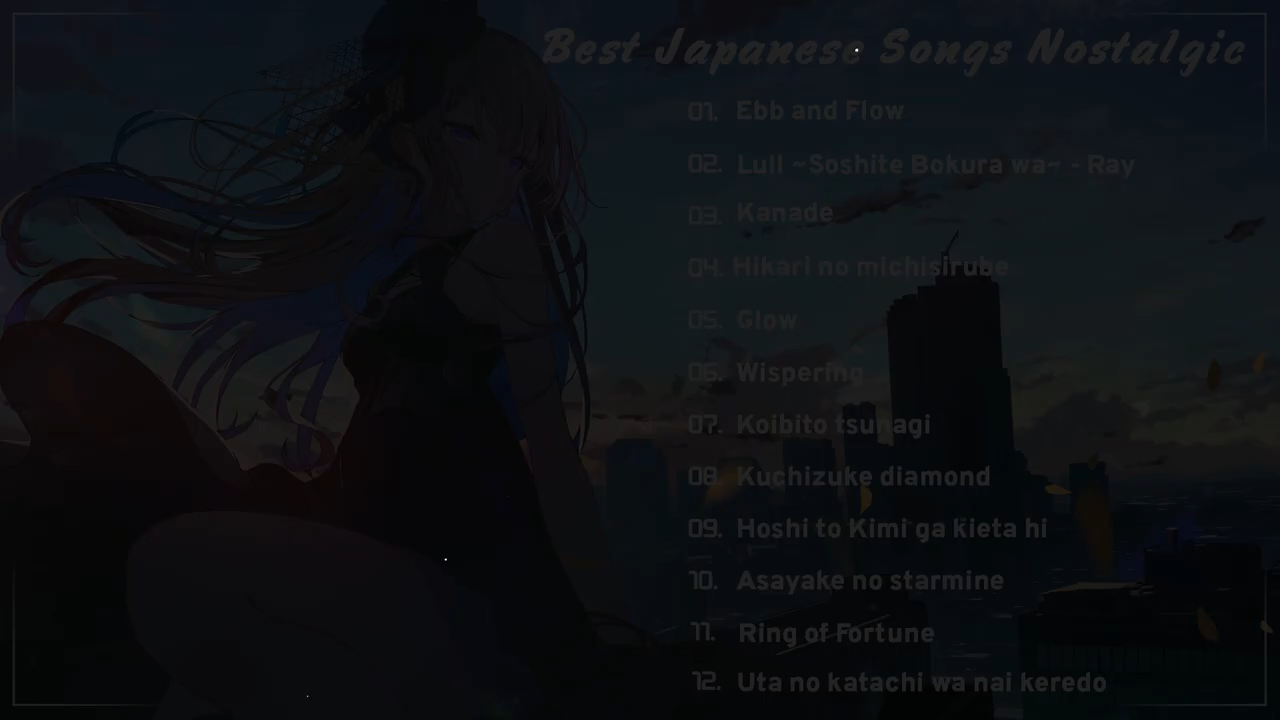 Best Japanese Songs Nostalgic
01. Ebb and Flow
02. Lull ~Soshite Bokura wa~ - Ray
03. Kanade
04. Hikari no michisirube
05. Glow
06. Wispering
07. Koibito tsunagi
08. Kuchizuke diamond
09. Hoshi to Kimi ga kieta hi
10. Asayake no starmine
11. Ring of Fortune
12. Uta no katachi wa nai keredo